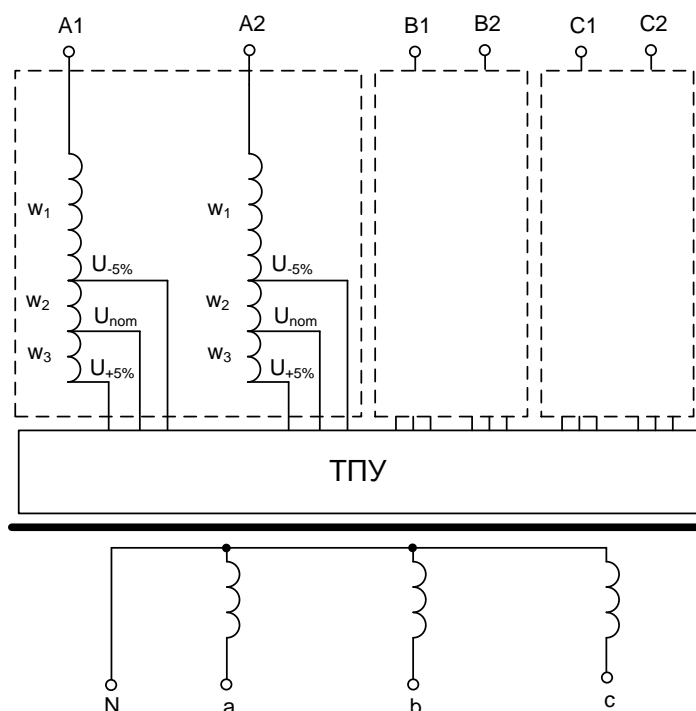 A1 A2 B1 B2 C1 C2
w₁ w₁
U₋₅%
U₋₅%
w₂ w₂
Unom
Unom
w₃ w₃
U₊₅%
U₊₅%
ТПУ
N a b c